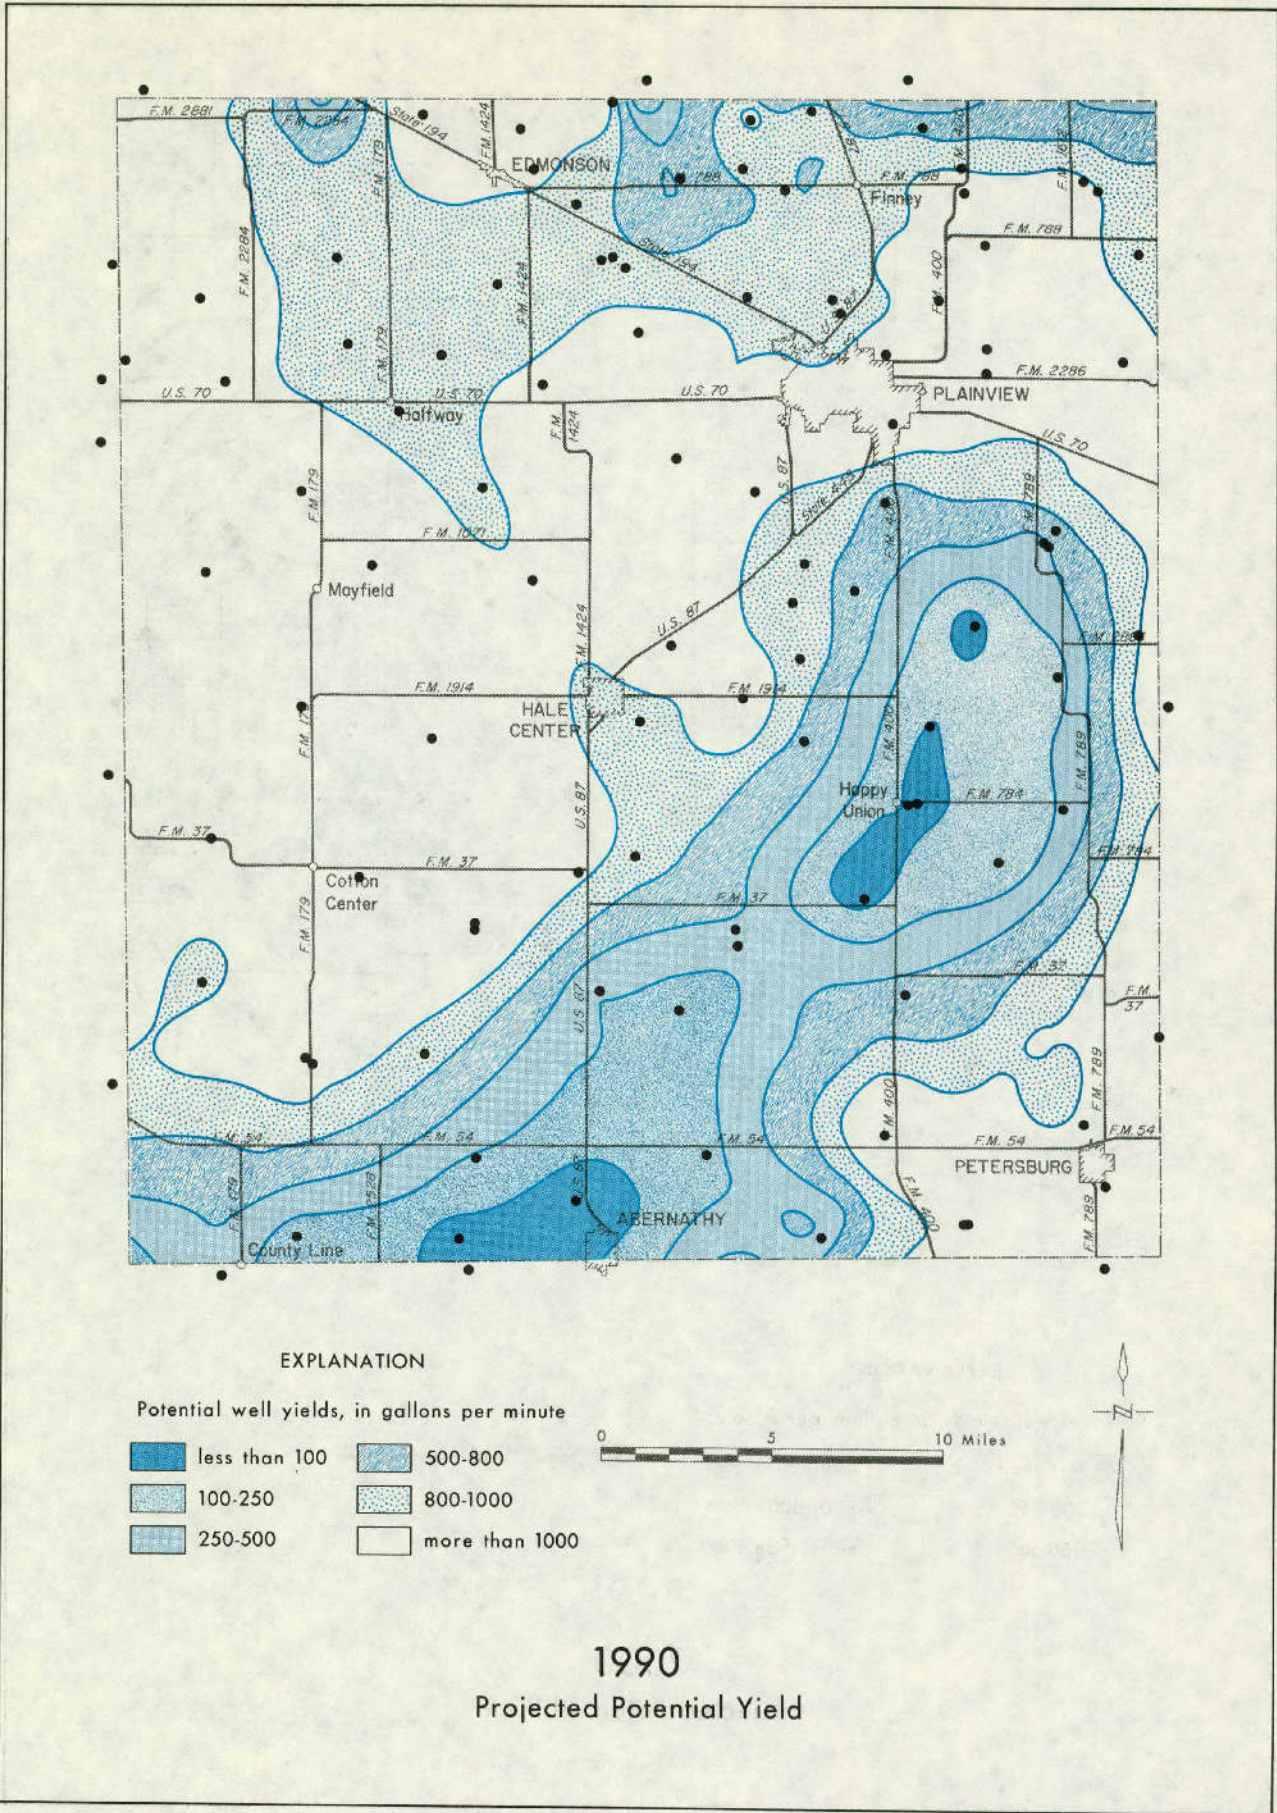 F.M. 2881
F.M. 2284
State 194
F.M. 1424
F.M. 179
EDMONSON
788
87
F.M. 400
F.M. 788
Finney
F.M. 788
F.M. 2284
F.M. 1424
State 194
U.S. 87
F.M. 400
F.M. 179
U.S. 70
U.S. 70
U.S. 70
F.M. 2286
PLAINVIEW
Halfway
F.M. 1424
U.S. 70
F.M. 179
U.S. 87
F.M. 789
F.M. 1071
Mayfield
F.M. 1424
U.S. 87
F.M. 1914
F.M. 1914
HALE
CENTER
F.M. 179
F.M. 400
F.M. 789
Happy
Union
F.M. 784
U.S. 87
F.M. 37
F.M. 37
F.M. 784
Cotton
Center
F.M. 179
F.M. 37
F.M. 37
F.M.
37
U.S. 87
F.M. 789
F.M. 400
F.M. 54
F.M. 54
F.M. 54
F.M. 54
F.M. 54
PETERSBURG
F.M. 179
F.M. 2528
U.S. 87
ABERNATHY
F.M. 400
F.M. 789
County Line
EXPLANATION
Potential well yields, in gallons per minute
less than 100
500-800
100-250
800-1000
250-500
more than 1000
0 5 10 Miles
N
1990
Projected Potential Yield